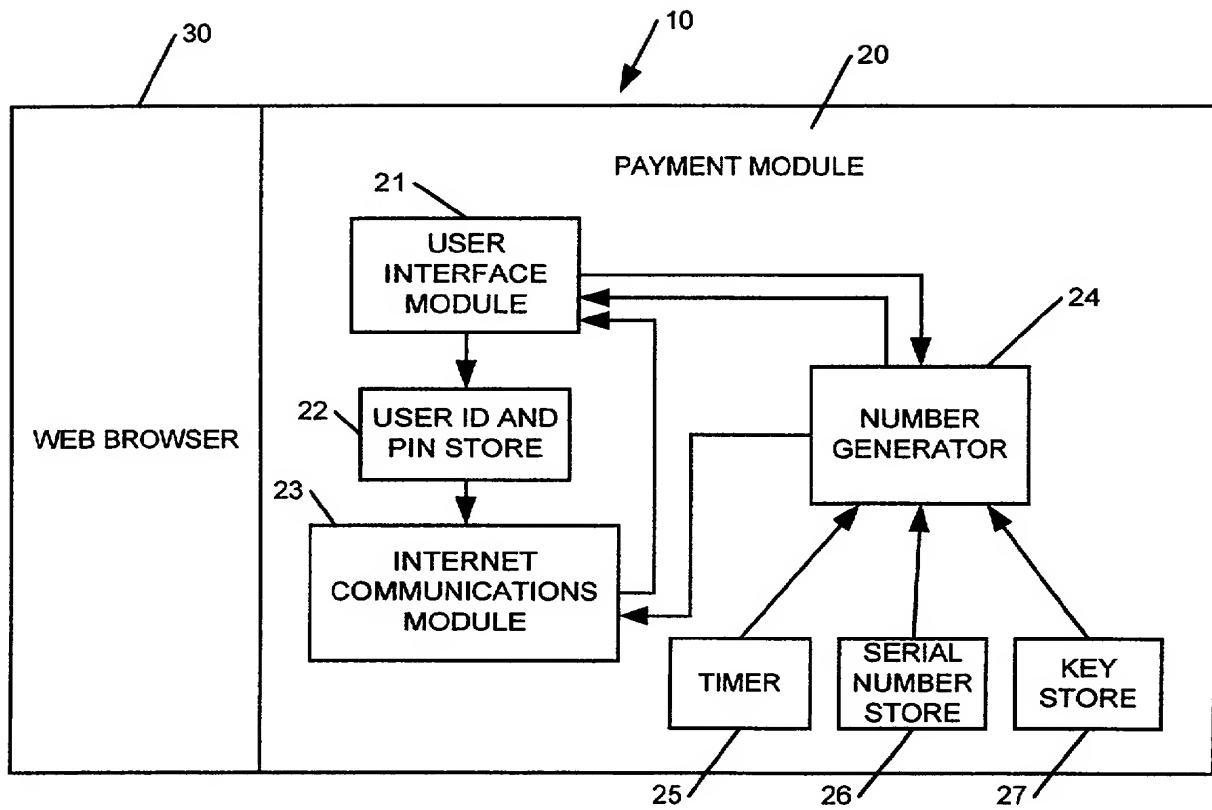 30
10
20
PAYMENT MODULE
21
USER
INTERFACE
MODULE
24
22
USER ID AND
PIN STORE
NUMBER
GENERATOR
WEB BROWSER
23
INTERNET
COMMUNICATIONS
MODULE
TIMER
SERIAL
NUMBER
STORE
KEY
STORE
25
26
27